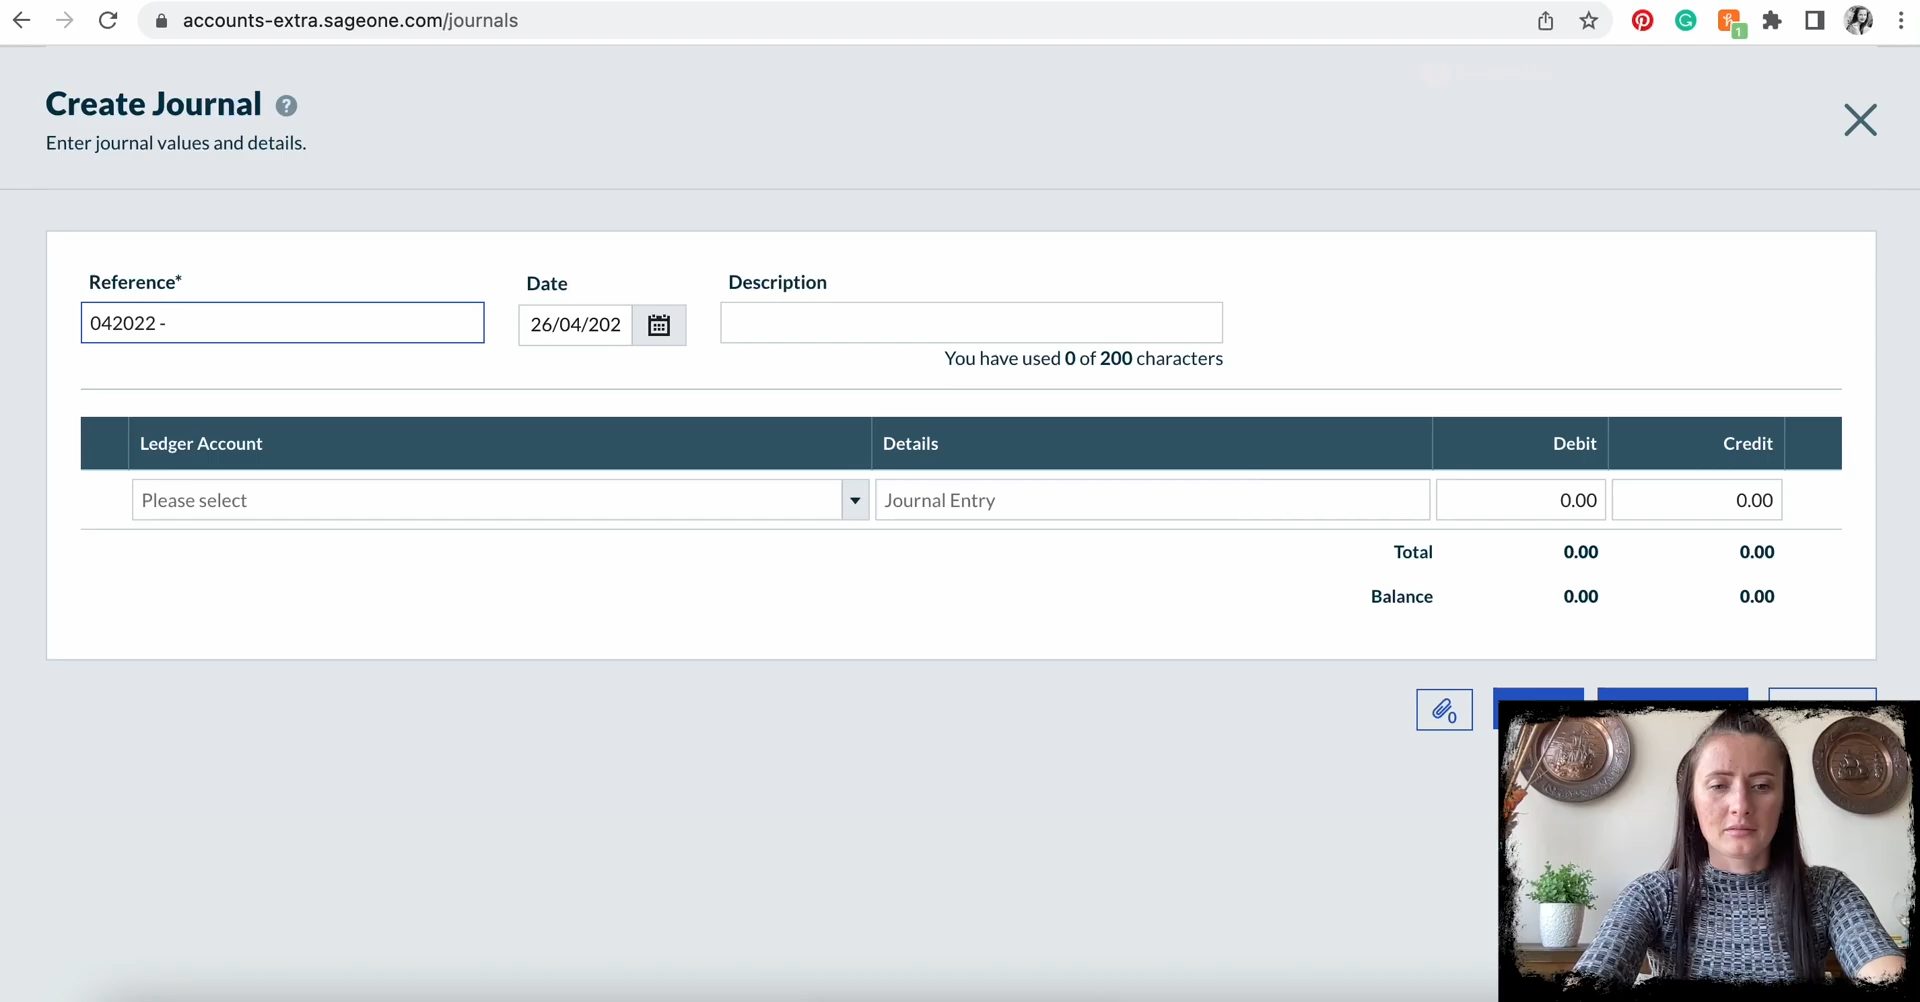 accounts-extra.sageone.com/journals
1
Create Journal ?
Enter journal values and details.
Reference* Date Description
042022 - 26/04/202
You have used 0 of 200 characters
Ledger Account Details Debit Credit
Please select Journal Entry 0.00 0.00
Total 0.00 0.00
Balance 0.00 0.00
0